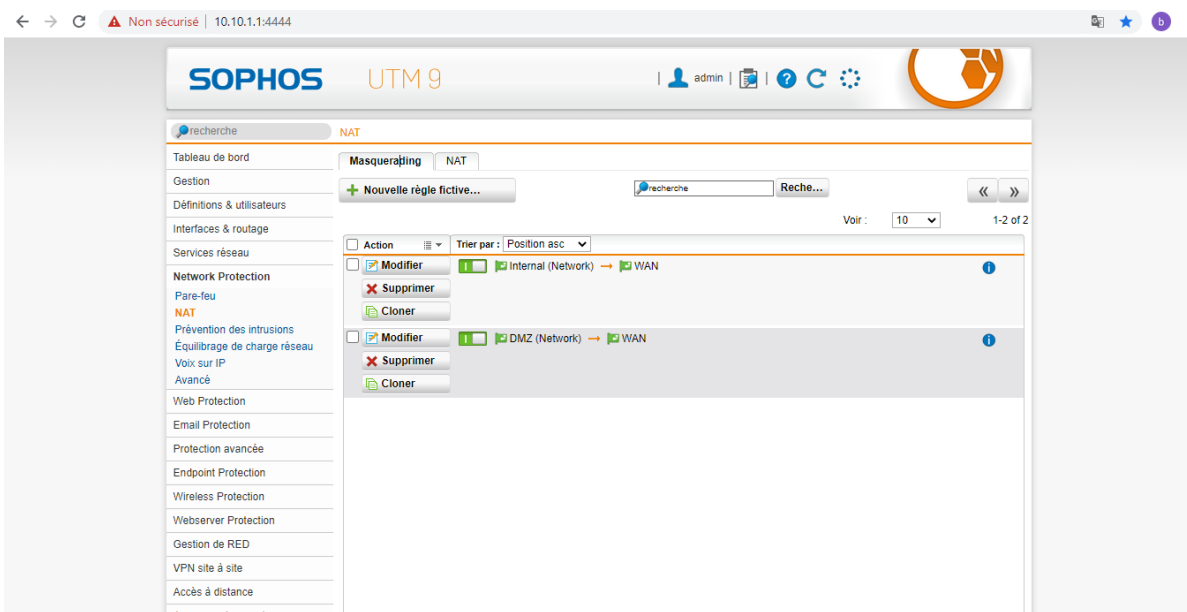 Non sécurisé | 10.10.1.1:4444
b
SOPHOS UTM 9
| admin | | ?
recherche
NAT
Tableau de bord
Gestion
Définitions & utilisateurs
Interfaces & routage
Services réseau
Network Protection
Pare-feu
NAT
Prévention des intrusions
Équilibrage de charge réseau
Voix sur IP
Avancé
Web Protection
Email Protection
Protection avancée
Endpoint Protection
Wireless Protection
Webserver Protection
Gestion de RED
VPN site à site
Accès à distance
Masquerading NAT
+ Nouvelle règle fictive... recherche Reche... « »
Voir : 10 1-2 of 2
Action Trier par : Position asc
Modifier Internal (Network) → WAN
Supprimer
Cloner
Modifier DMZ (Network) → WAN
Supprimer
Cloner